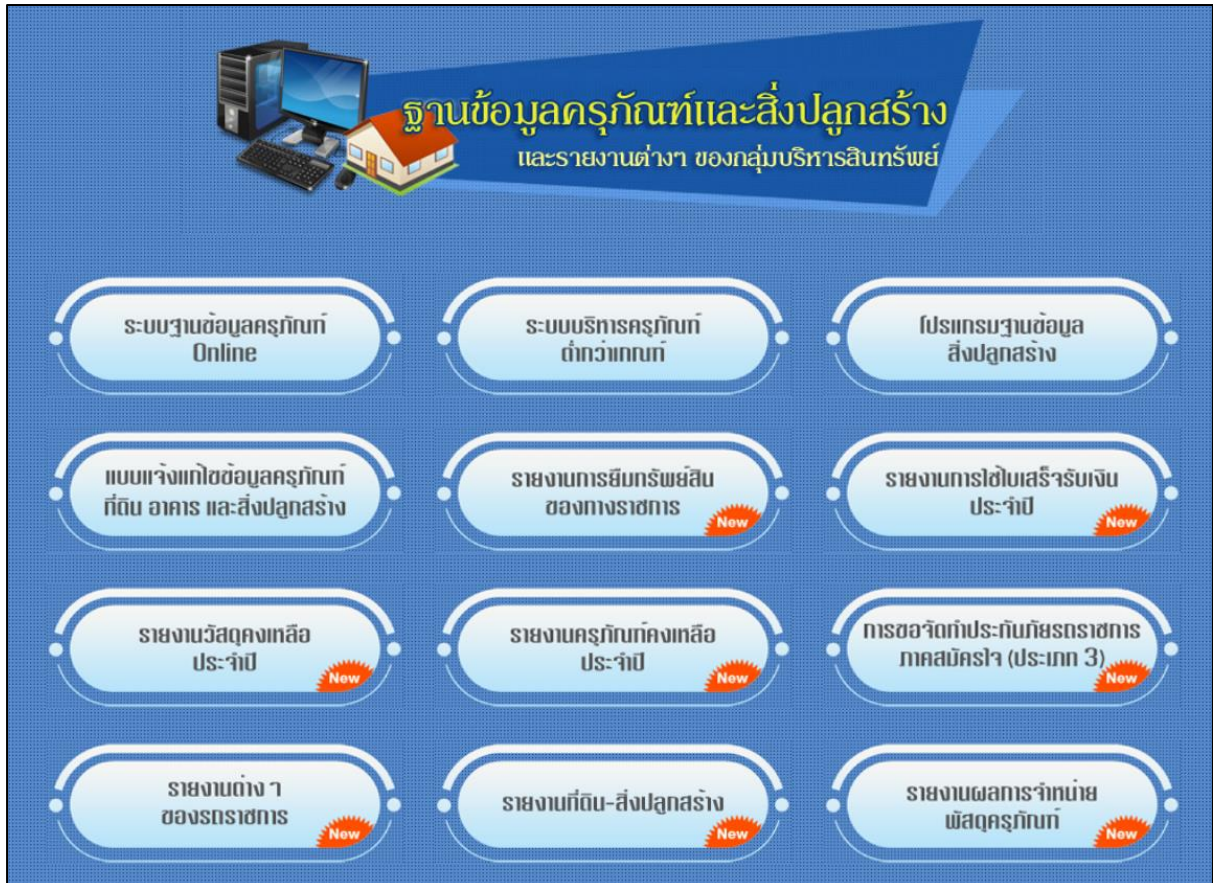 ฐานข้อมูลครุภัณฑ์และสิ่งปลูกสร้าง
และรายงานต่างๆ ของกลุ่มบริหารสินทรัพย์
ระบบฐานข้อมูลครุภัณฑ์
Online
ระบบบริหารครุภัณฑ์
ต่ำกว่าเกณฑ์
โปรแกรมฐานข้อมูล
สิ่งปลูกสร้าง
แบบแจ้งแก้ไขข้อมูลครุภัณฑ์
ที่ดิน อาคาร และสิ่งปลูกสร้าง
รายงานการยืมทรัพย์สิน
ของทางราชการ
New
รายงานการใช้ใบเสร็จรับเงิน
ประจำปี
New
รายงานวัสดุคงเหลือ
ประจำปี
New
รายงานครุภัณฑ์คงเหลือ
ประจำปี
New
การขอจัดทำประกันภัยรถราชการ
ภาคสมัครใจ (ประเภท 3)
New
รายงานต่าง ๆ
ของรถราชการ
New
รายงานที่ดิน-สิ่งปลูกสร้าง
New
รายงานผลการจำหน่าย
พัสดุครุภัณฑ์
New